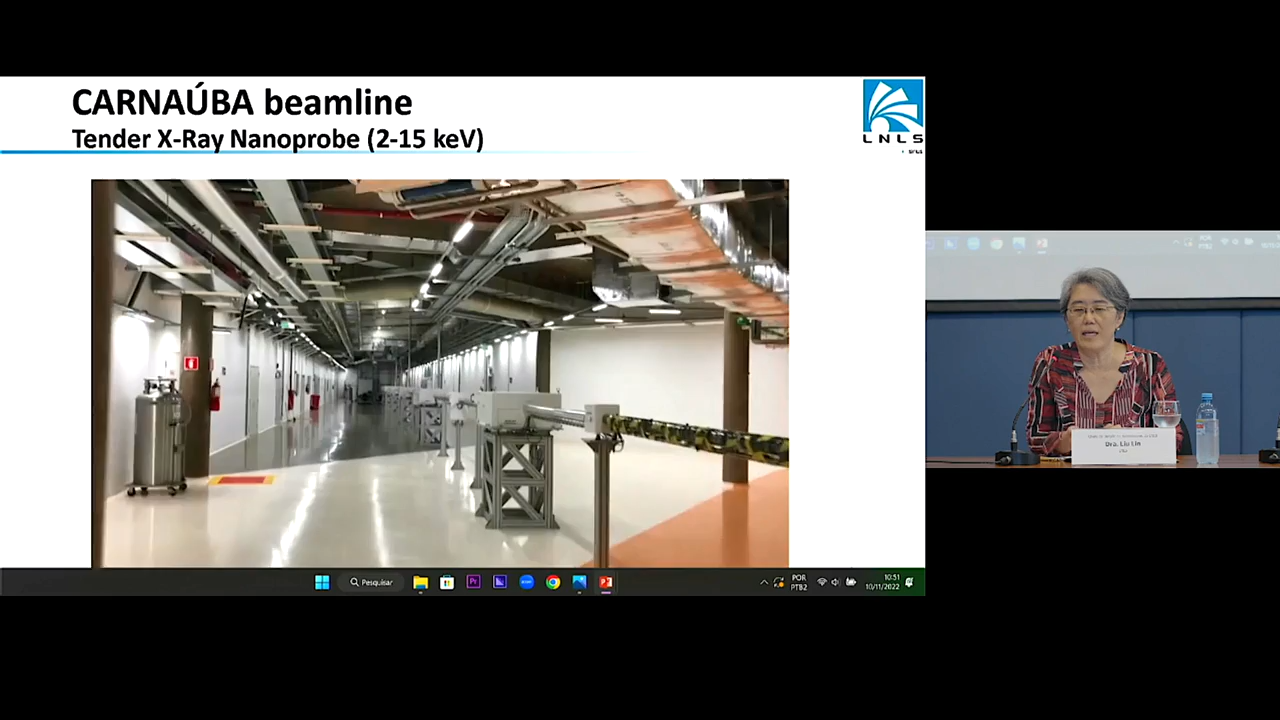 CARNAÚBA beamline
Tender X-Ray Nanoprobe (2-15 keV)
LNLS
Pesquisar
POR
PTB2
10:51
10/11/2022
Dra. Liu Lin